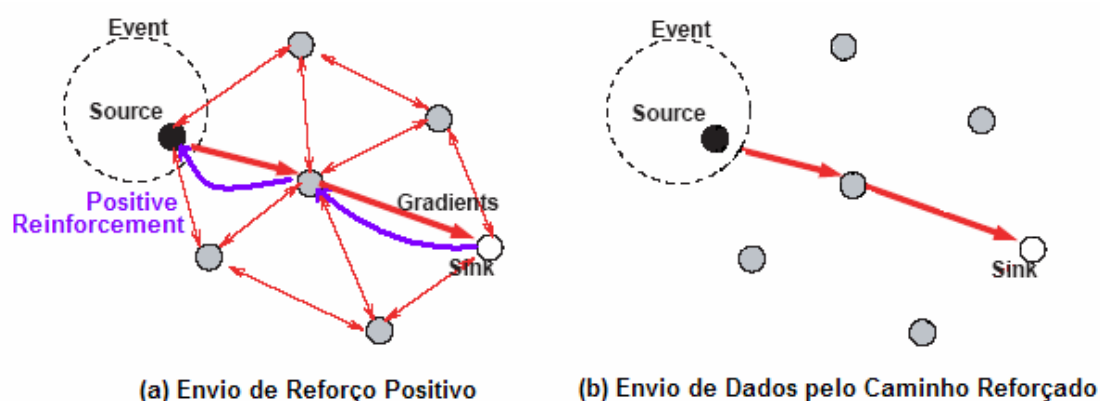 Event
Source
Positive
Reinforcement
Gradients
Sink
(a) Envio de Reforço Positivo
Event
Source
Sink
(b) Envio de Dados pelo Caminho Reforçado